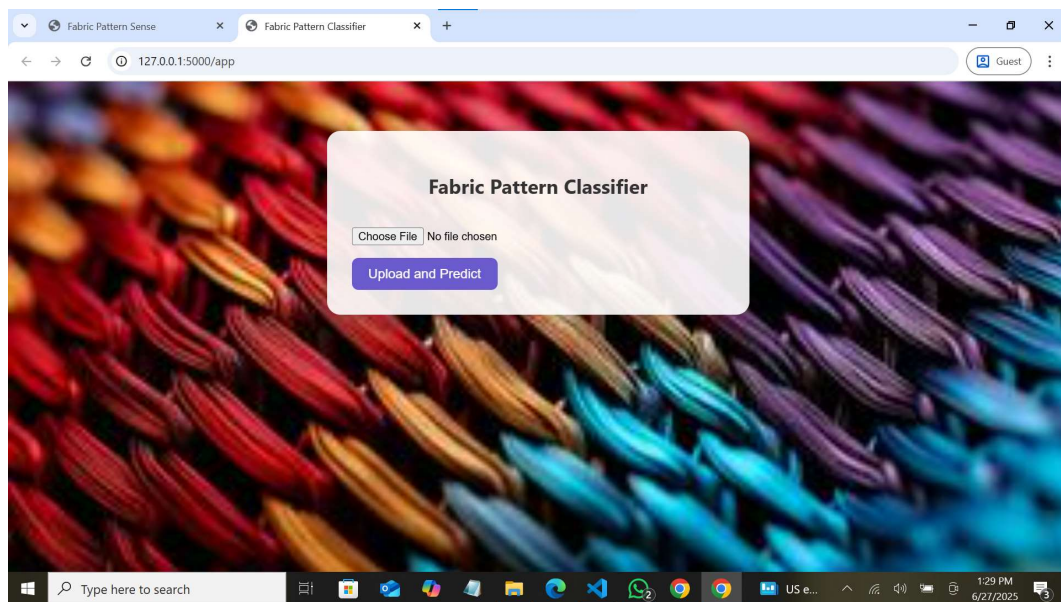 Fabric Pattern Sense
Fabric Pattern Classifier
127.0.0.1:5000/app
Guest
Fabric Pattern Classifier
Choose File No file chosen
Upload and Predict
Type here to search
2
US e...
1:29 PM
6/27/2025
3